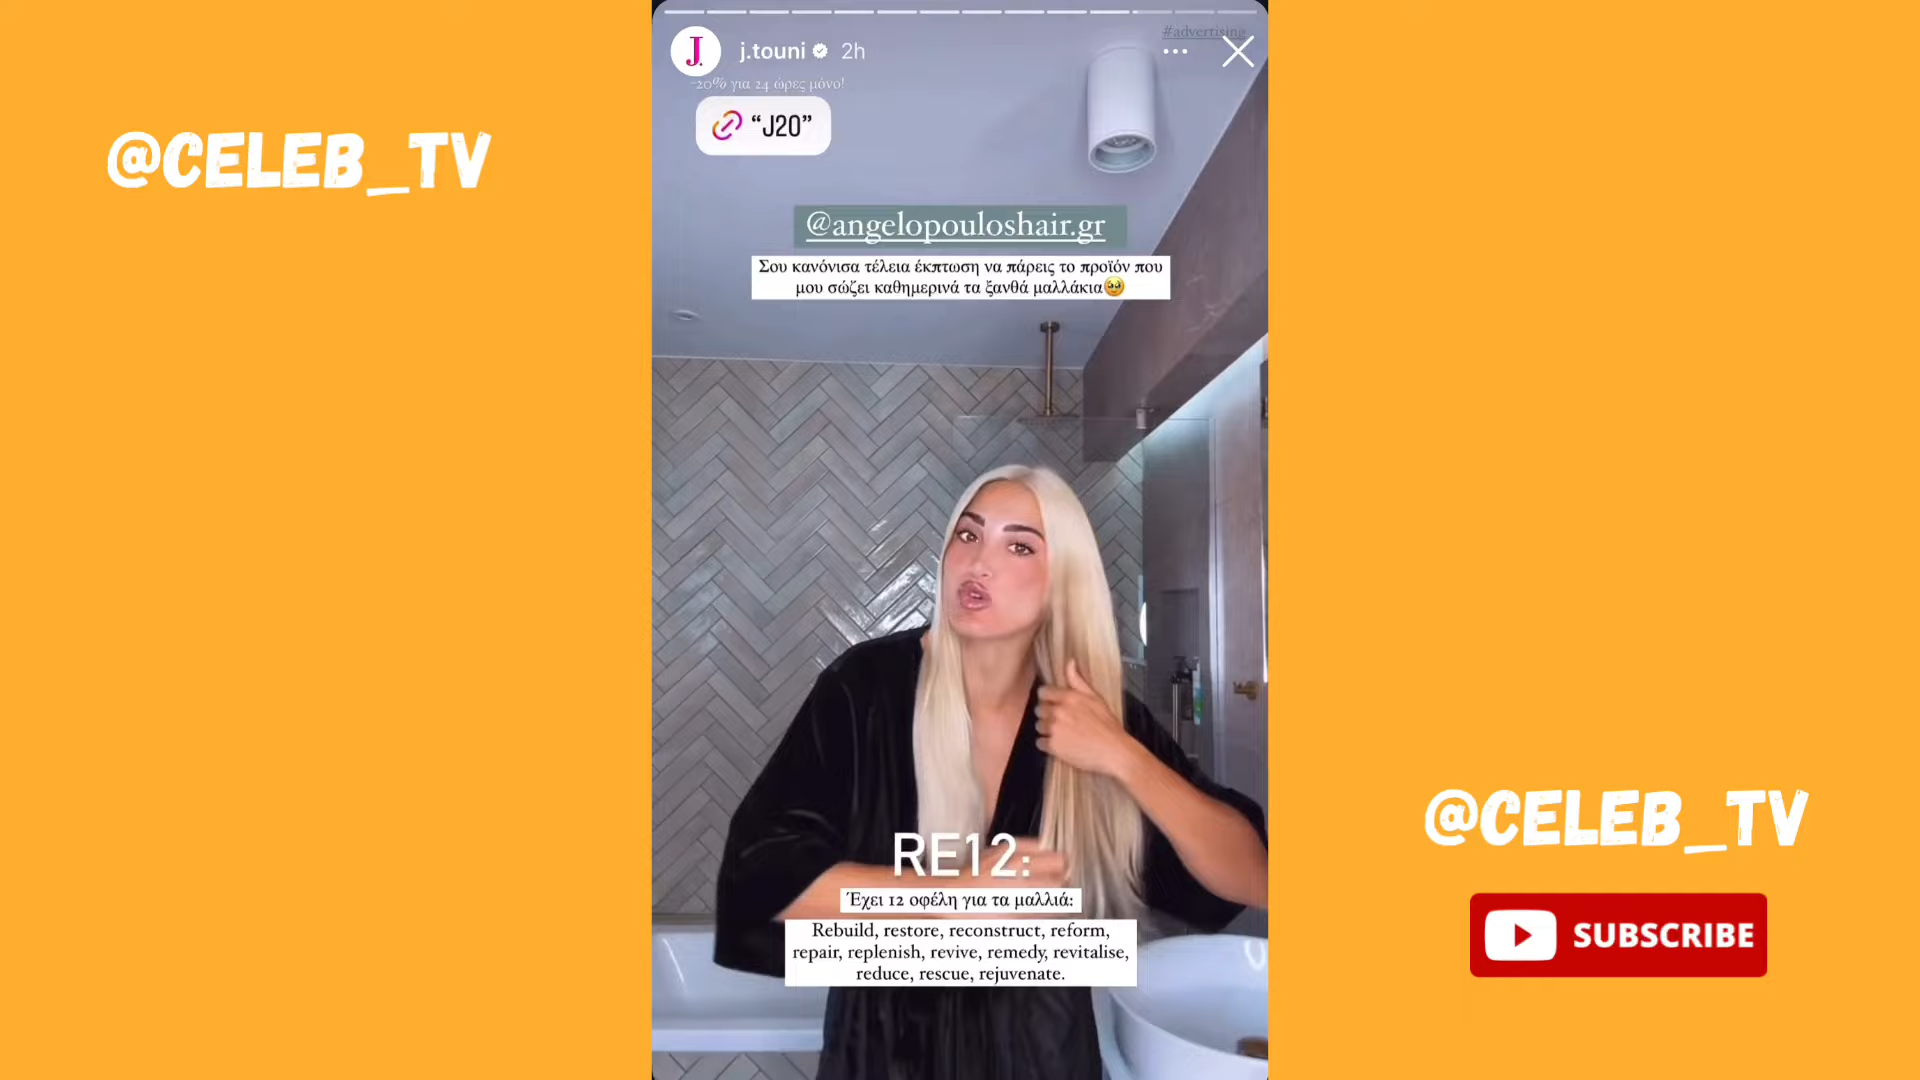 @CELEB_TV
#advertising
J.
j.touni 2h
-20% για 24 ώρες μόνο!
“J20”
@angelopouloshair.gr
Σου κανόνισα τέλεια έκπτωση να πάρεις το προϊόν που
μου σώζει καθημερινά τα ξανθά μαλλάκια🥹
RE12:
Έχει 12 οφέλη για τα μαλλιά:
Rebuild, restore, reconstruct, reform,
repair, replenish, revive, remedy, revitalise,
reduce, rescue, rejuvenate.
@CELEB_TV
SUBSCRIBE